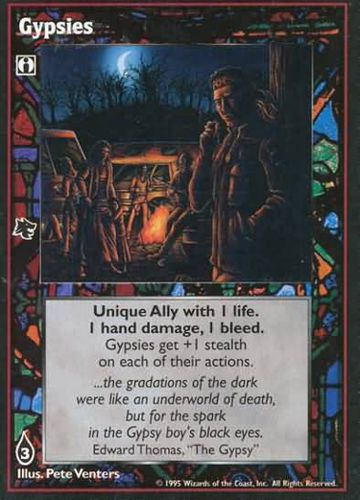 Gypsies
Unique Ally with 1 life.
1 hand damage, 1 bleed.
Gypsies get +1 stealth
on each of their actions.
...the gradations of the dark
were like an underworld of death,
but for the spark
in the Gypsy boy's black eyes.
Edward Thomas, "The Gypsy"
3
Illus. Pete Venters
© 1995 Wizards of the Coast, Inc. All Rights Reserved.